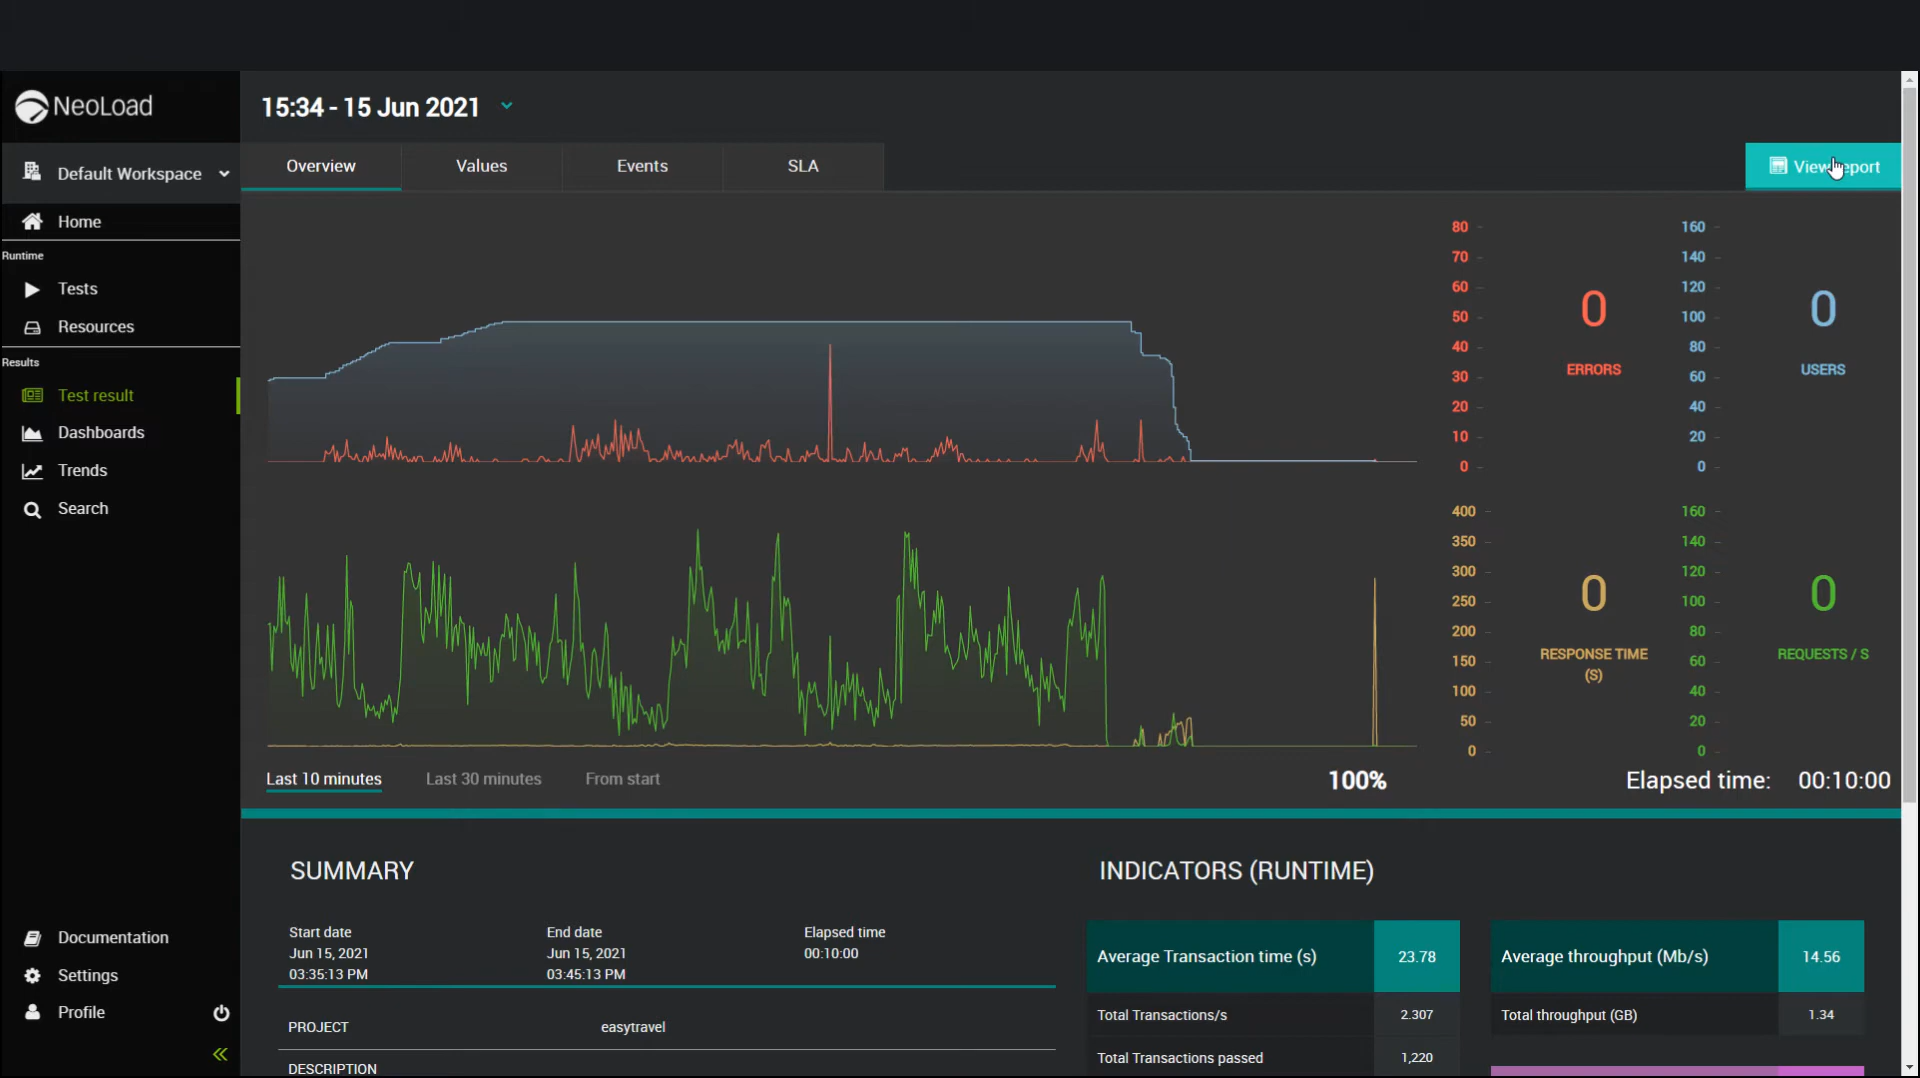 NeoLoad
15:34 - 15 Jun 2021
Default Workspace
Overview
Values
Events
SLA
View
port
Home
Runtime
Tests
Resources
Results
Test result
Dashboards
Trends
Search
80
70
60
50
40
30
20
10
0
0
ERRORS
160
140
120
100
80
60
40
20
0
0
USERS
400
350
300
250
200
150
100
50
0
0
RESPONSE TIME
(S)
160
140
120
100
80
60
40
20
0
0
REQUESTS / S
Last 10 minutes
Last 30 minutes
From start
100%
Elapsed time: 00:10:00
SUMMARY
Start date
Jun 15, 2021
03:35:13 PM
End date
Jun 15, 2021
03:45:13 PM
Elapsed time
00:10:00
PROJECT easytravel
DESCRIPTION
INDICATORS (RUNTIME)
Average Transaction time (s) 23.78
Total Transactions/s 2.307
Total Transactions passed 1,220
Average throughput (Mb/s) 14.56
Total throughput (GB) 1.34
Documentation
Settings
Profile